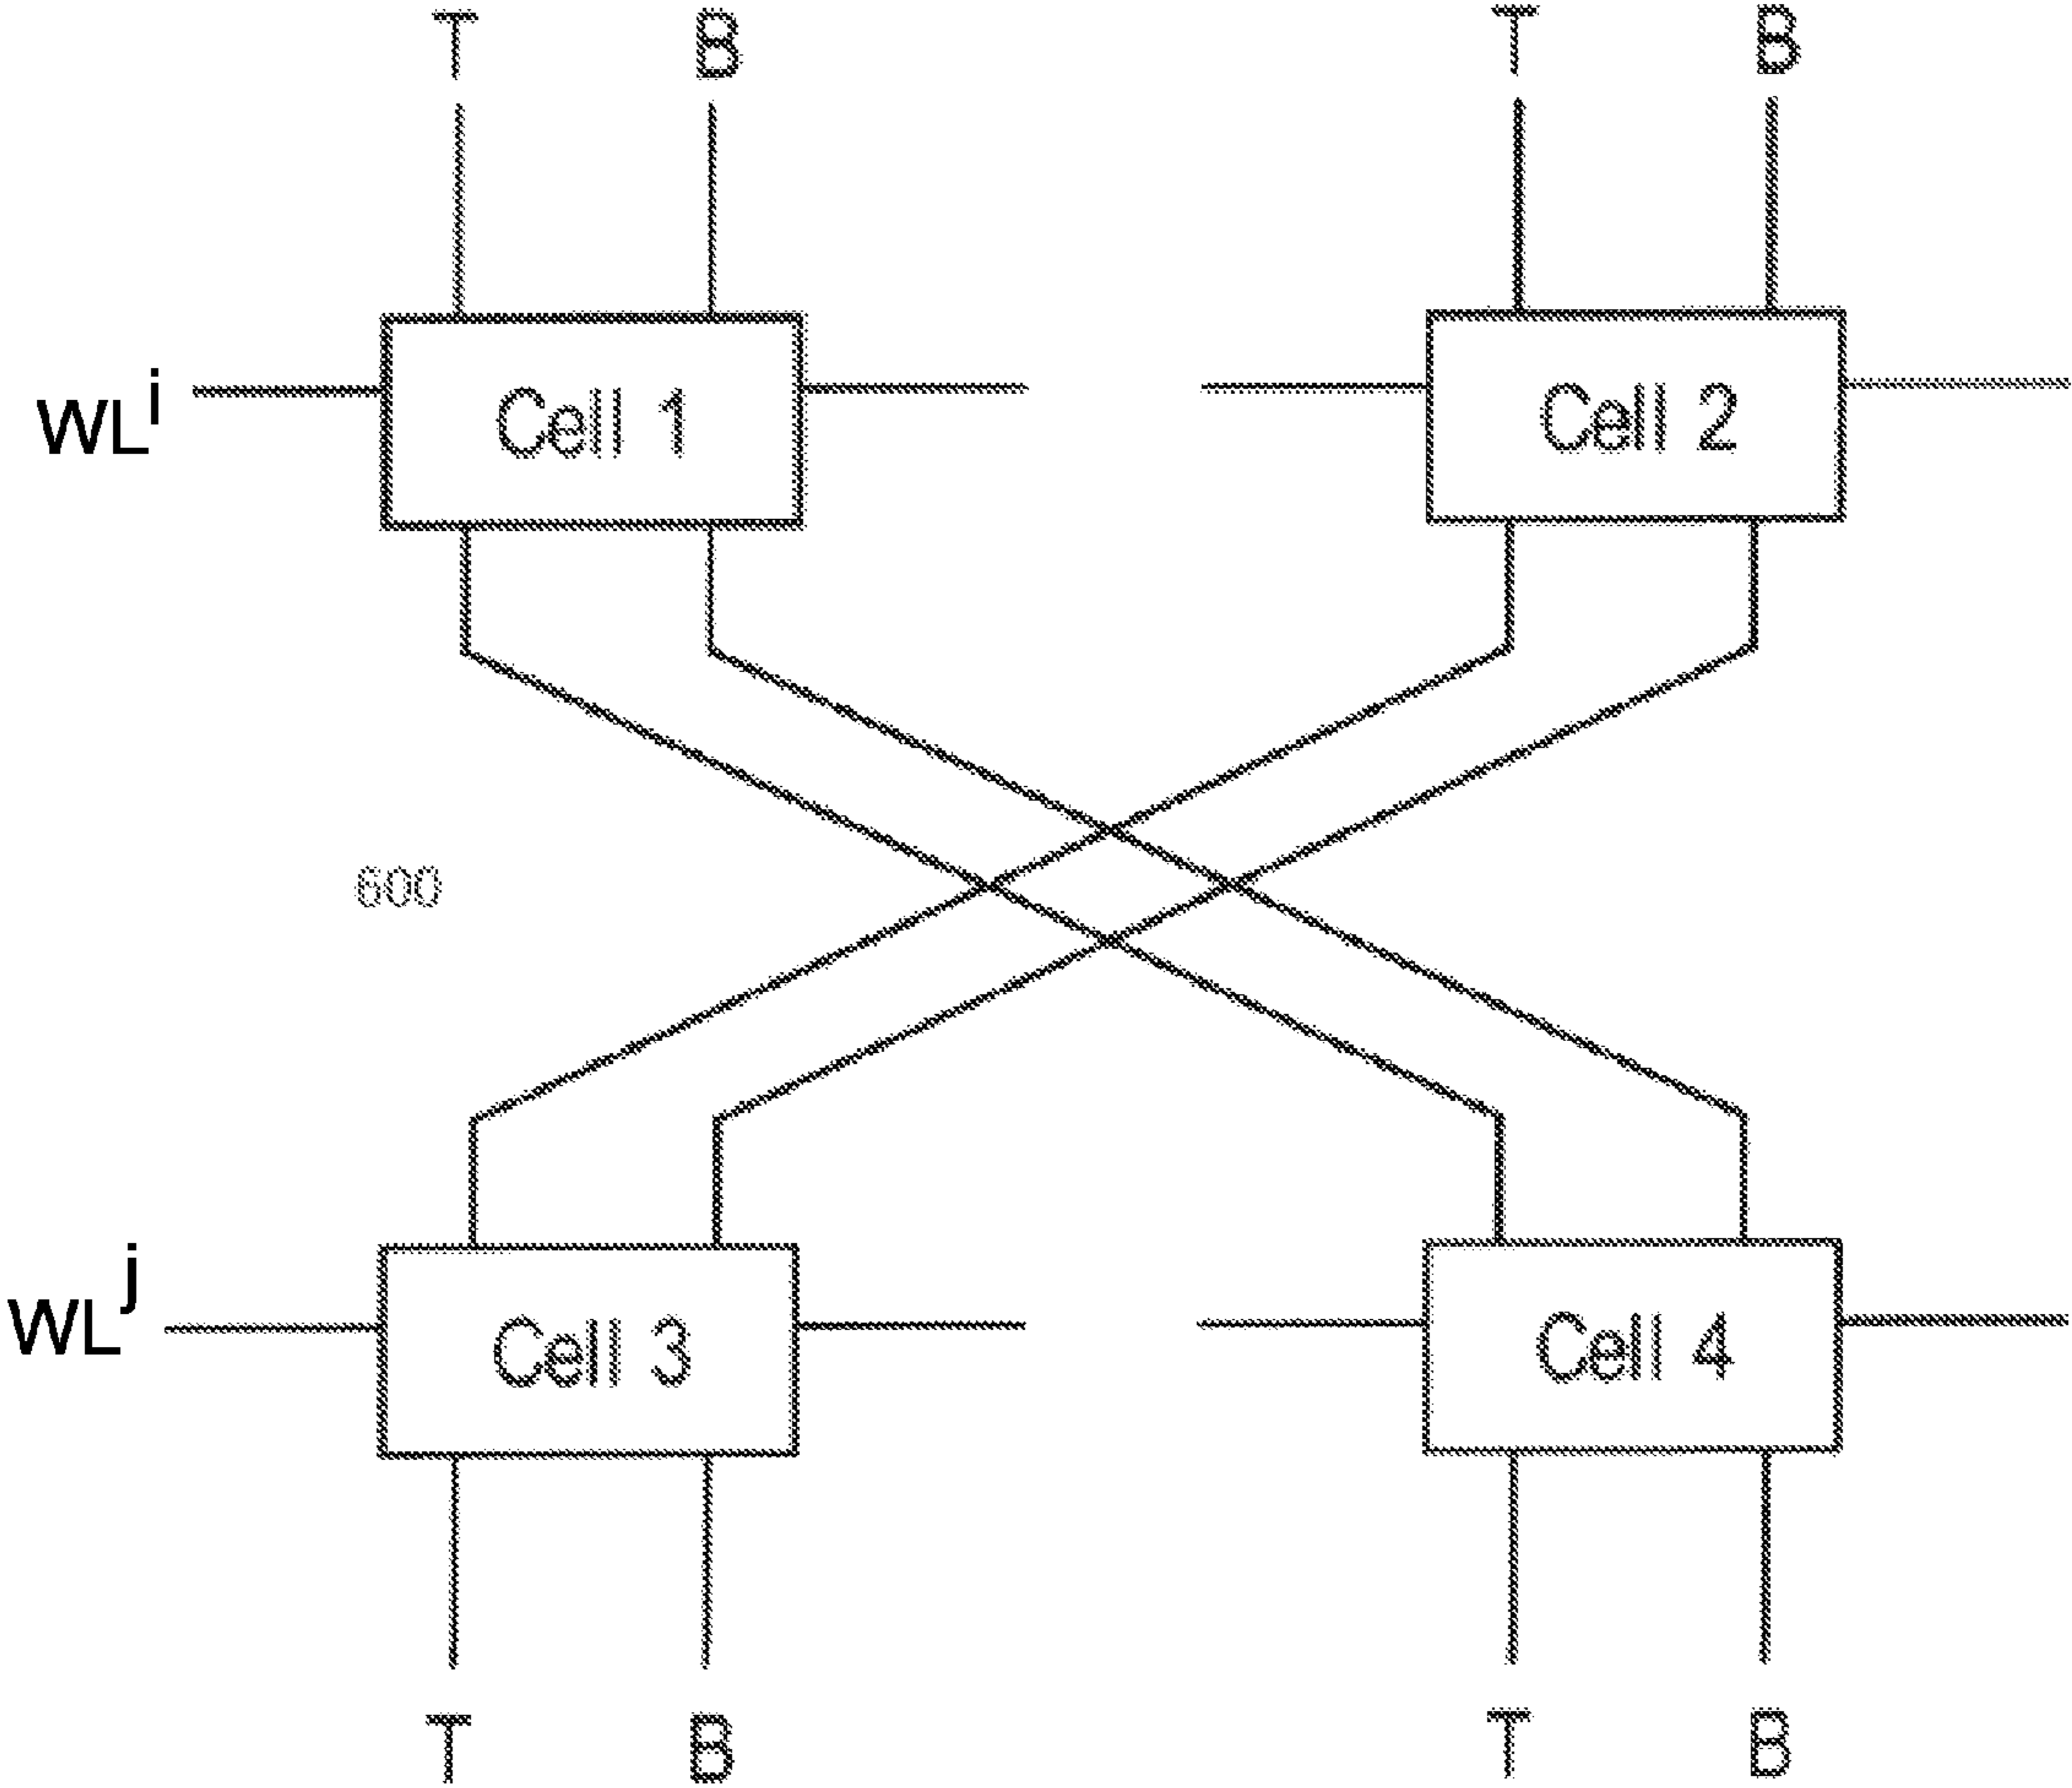 T B T B
WLi Cell 1 Cell 2
600
WLj Cell 3 Cell 4
T B T B